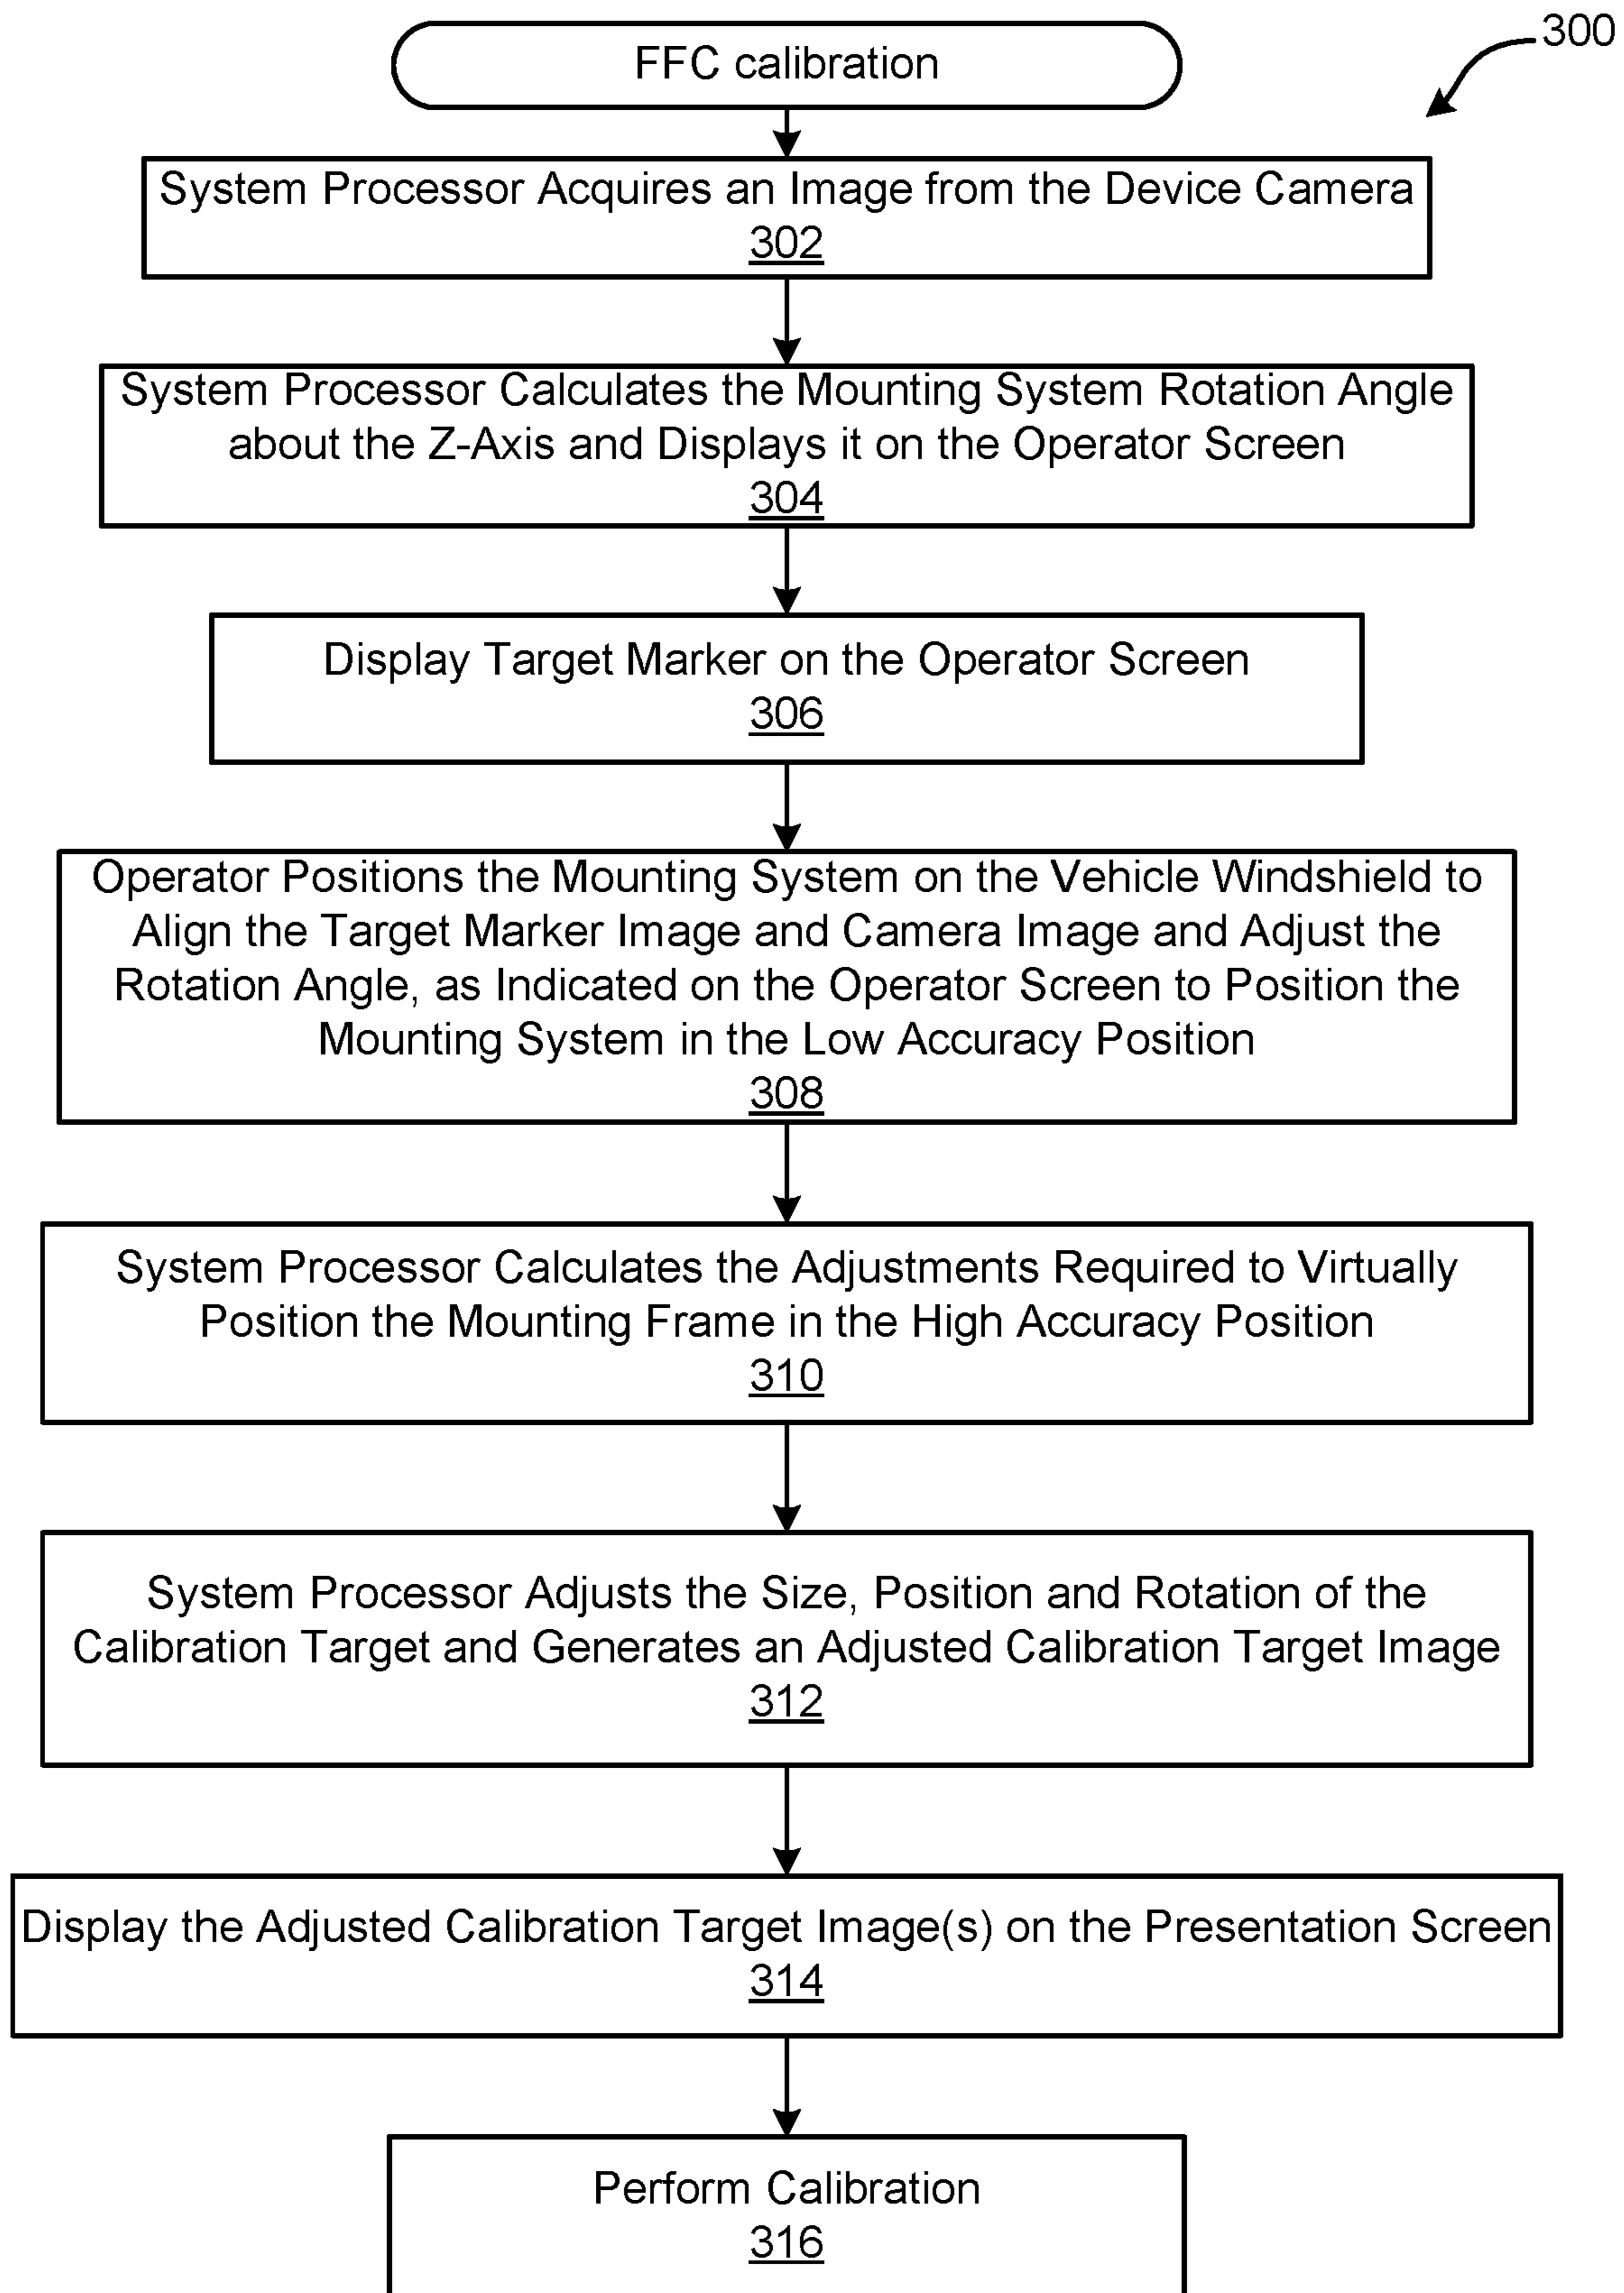 300
FFC calibration
System Processor Acquires an Image from the Device Camera
302
System Processor Calculates the Mounting System Rotation Angle
about the Z-Axis and Displays it on the Operator Screen
304
Display Target Marker on the Operator Screen
306
Operator Positions the Mounting System on the Vehicle Windshield to
Align the Target Marker Image and Camera Image and Adjust the
Rotation Angle, as Indicated on the Operator Screen to Position the
Mounting System in the Low Accuracy Position
308
System Processor Calculates the Adjustments Required to Virtually
Position the Mounting Frame in the High Accuracy Position
310
System Processor Adjusts the Size, Position and Rotation of the
Calibration Target and Generates an Adjusted Calibration Target Image
312
Display the Adjusted Calibration Target Image(s) on the Presentation Screen
314
Perform Calibration
316